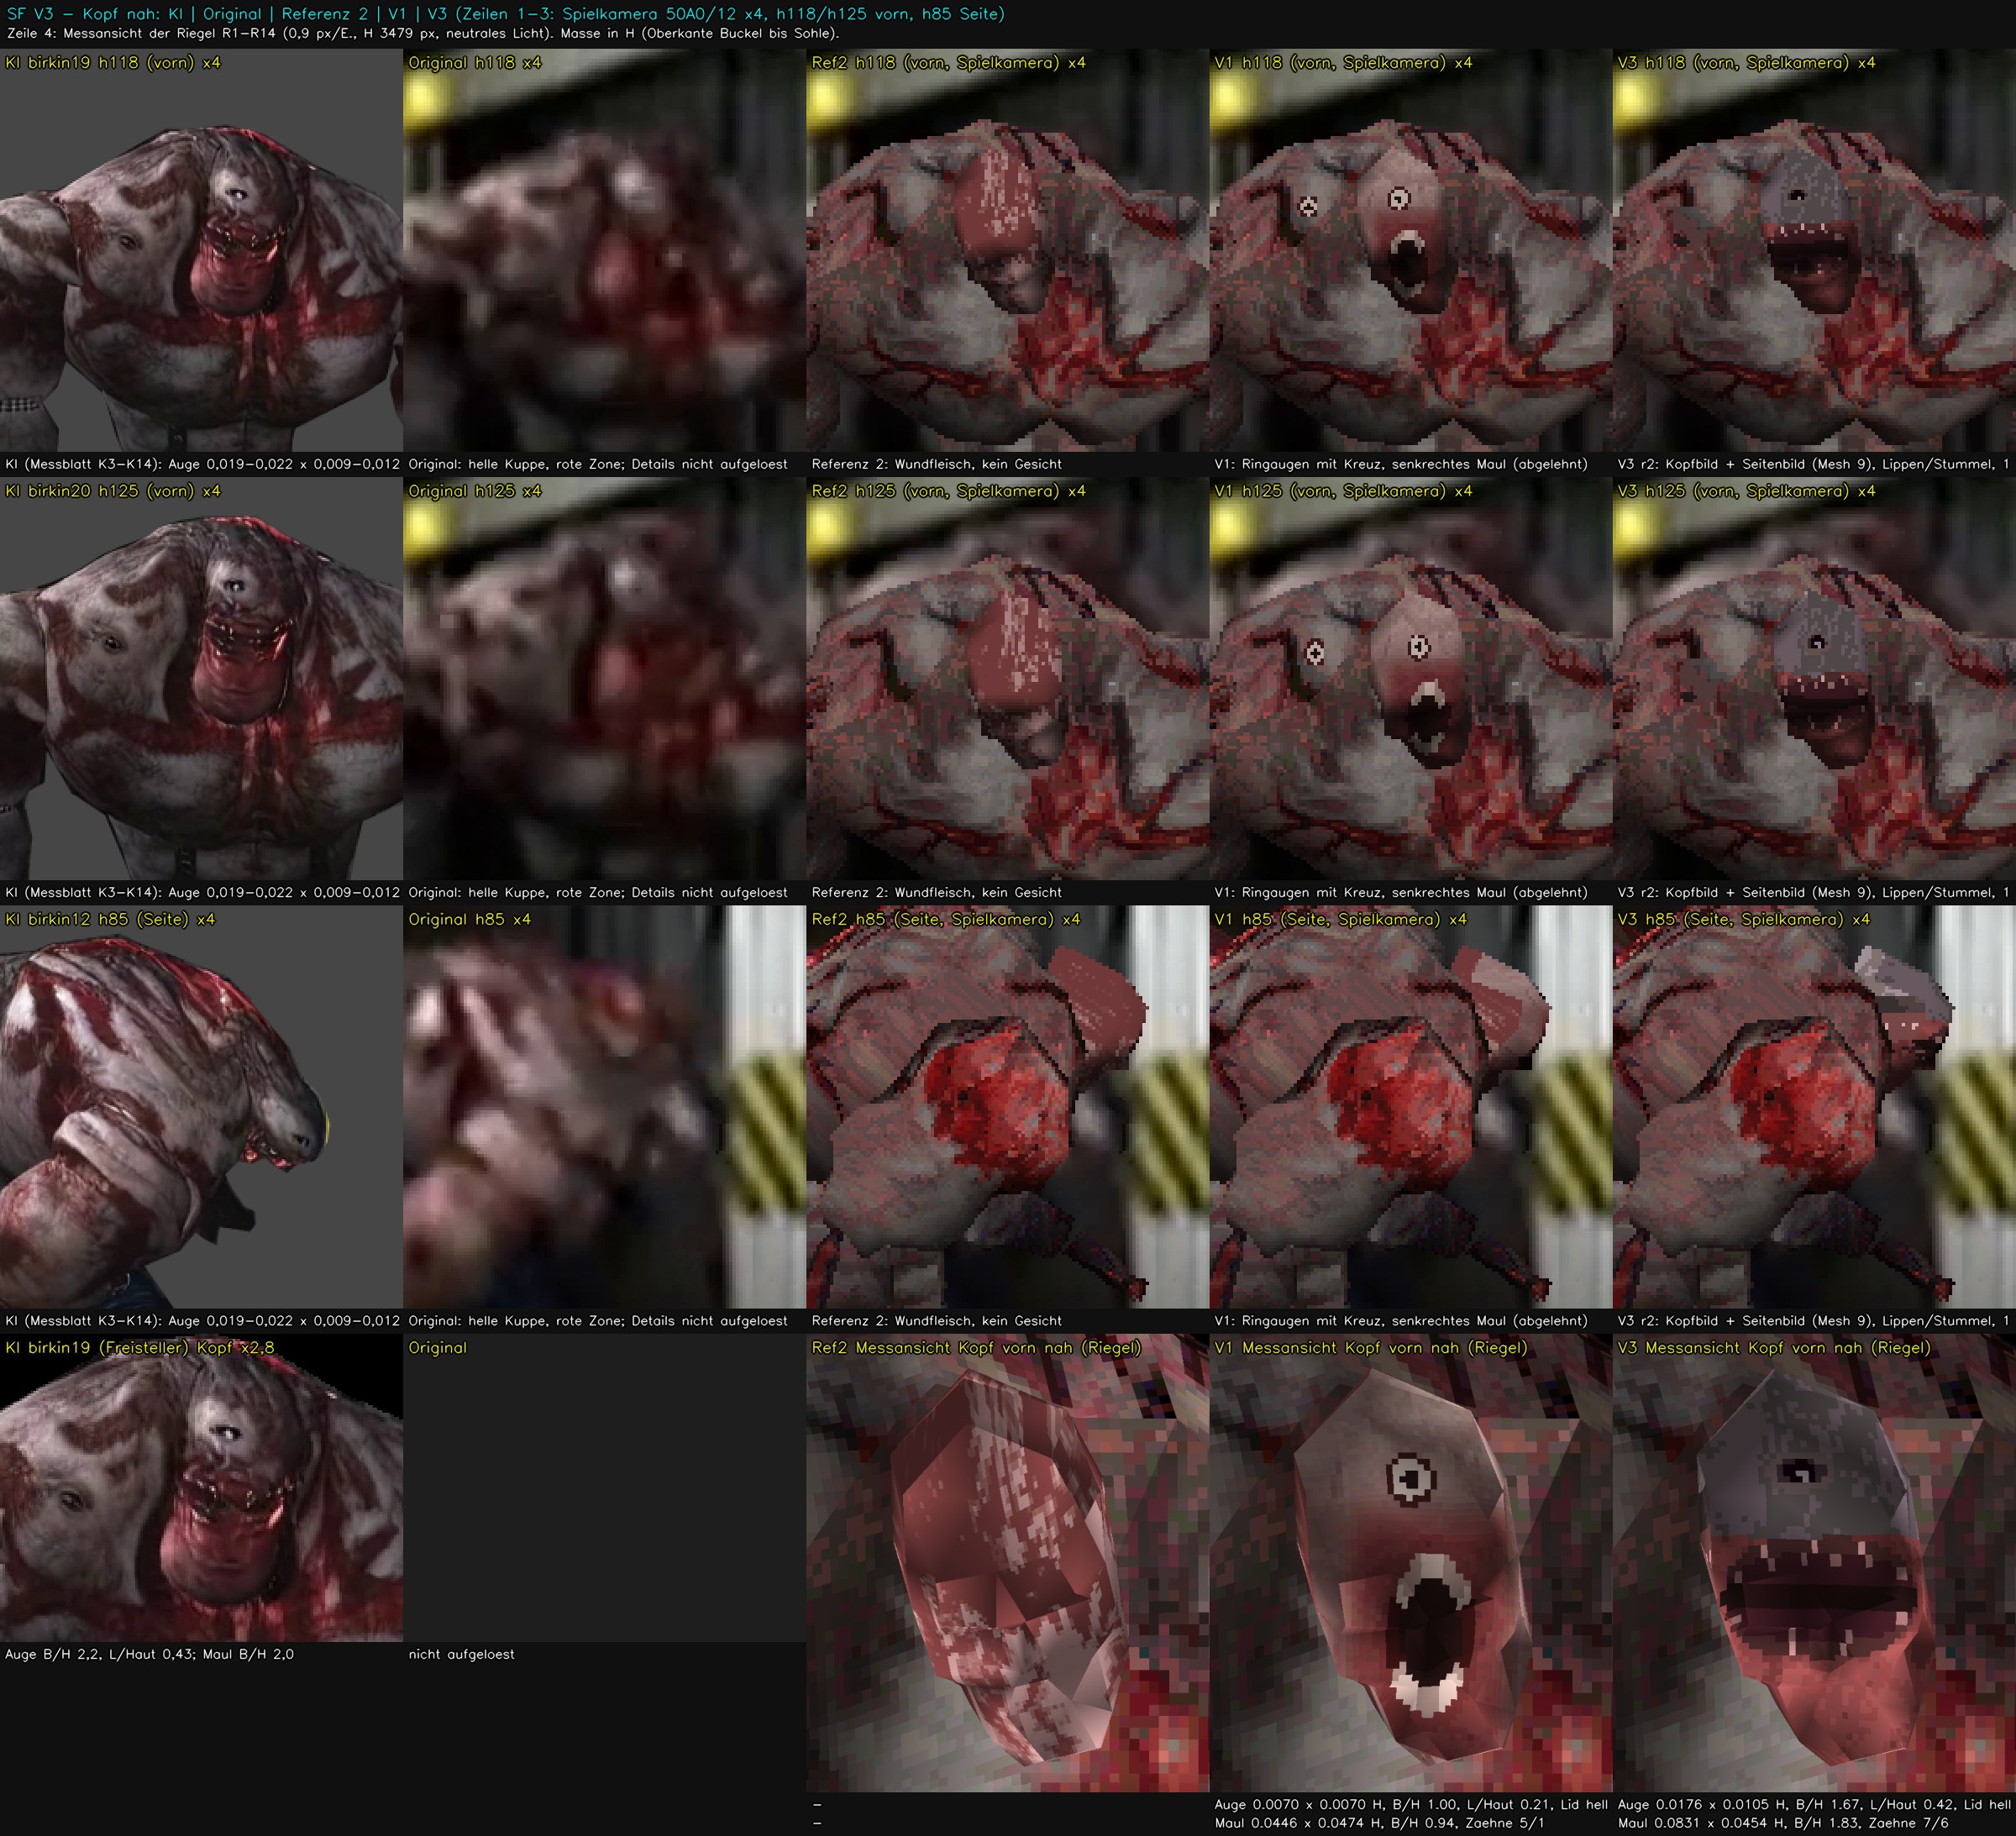 SF V3 – Kopf nah: KI | Original | Referenz 2 | V1 | V3 (Zeilen 1–3: Spielkamera 50A0/12 x4, h118/h125 vorn, h85 Seite)
Zeile 4: Messansicht der Riegel R1–R14 (0,9 px/E., H 3479 px, neutrales Licht). Masse in H (Oberkante Buckel bis Sohle).
KI birkin19 h118 (vorn) x4
Original h118 x4
Ref2 h118 (vorn, Spielkamera) x4
V1 h118 (vorn, Spielkamera) x4
V3 h118 (vorn, Spielkamera) x4
KI (Messblatt K3–K14): Auge 0,019–0,022 x 0,009–0,012
Original: helle Kuppe, rote Zone; Details nicht aufgeloest
Referenz 2: Wundfleisch, kein Gesicht
V1: Ringaugen mit Kreuz, senkrechtes Maul (abgelehnt)
V3 r2: Kopfbild + Seitenbild (Mesh 9), Lippen/Stummel, 1
KI birkin20 h125 (vorn) x4
Original h125 x4
Ref2 h125 (vorn, Spielkamera) x4
V1 h125 (vorn, Spielkamera) x4
V3 h125 (vorn, Spielkamera) x4
KI (Messblatt K3–K14): Auge 0,019–0,022 x 0,009–0,012
Original: helle Kuppe, rote Zone; Details nicht aufgeloest
Referenz 2: Wundfleisch, kein Gesicht
V1: Ringaugen mit Kreuz, senkrechtes Maul (abgelehnt)
V3 r2: Kopfbild + Seitenbild (Mesh 9), Lippen/Stummel, 1
KI birkin12 h85 (Seite) x4
Original h85 x4
Ref2 h85 (Seite, Spielkamera) x4
V1 h85 (Seite, Spielkamera) x4
V3 h85 (Seite, Spielkamera) x4
KI (Messblatt K3–K14): Auge 0,019–0,022 x 0,009–0,012
Original: helle Kuppe, rote Zone; Details nicht aufgeloest
Referenz 2: Wundfleisch, kein Gesicht
V1: Ringaugen mit Kreuz, senkrechtes Maul (abgelehnt)
V3 r2: Kopfbild + Seitenbild (Mesh 9), Lippen/Stummel, 1
KI birkin19 (Freisteller) Kopf x2,8
Original
Ref2 Messansicht Kopf vorn nah (Riegel)
V1 Messansicht Kopf vorn nah (Riegel)
V3 Messansicht Kopf vorn nah (Riegel)
Auge B/H 2,2, L/Haut 0,43; Maul B/H 2,0
nicht aufgeloest
–
–
Auge 0.0070 x 0.0070 H, B/H 1.00, L/Haut 0.21, Lid hell
Maul 0.0446 x 0.0474 H, B/H 0.94, Zaehne 5/1
Auge 0.0176 x 0.0105 H, B/H 1.67, L/Haut 0.42, Lid hell
Maul 0.0831 x 0.0454 H, B/H 1.83, Zaehne 7/6